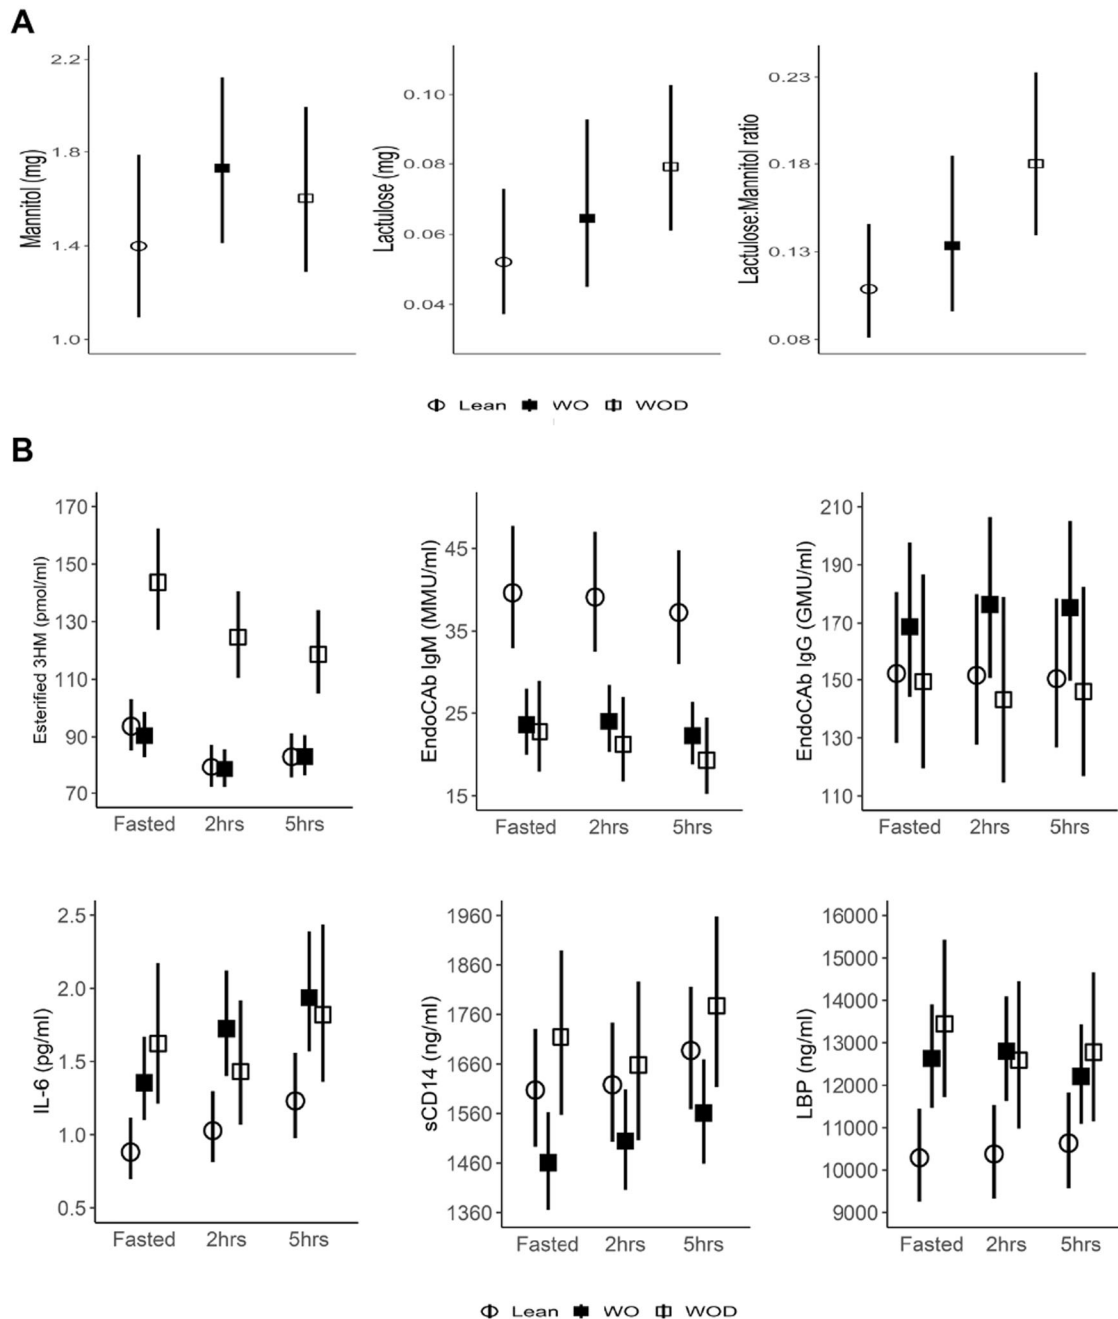 A
Mannitol (mg)
2.2
1.8
1.4
1.0
Lactulose (mg)
0.10
0.08
0.06
0.04
Lactulose:Mannitol ratio
0.23
0.18
0.13
0.08
Lean WO WOD
B
Esterified 3HM (pmol/ml)
170
150
130
110
90
70
Fasted 2hrs 5hrs
EndoCAb IgM (MMU/ml)
45
35
25
15
Fasted 2hrs 5hrs
EndoCAb IgG (GMU/ml)
210
190
170
150
130
110
Fasted 2hrs 5hrs
IL-6 (pg/ml)
2.5
2.0
1.5
1.0
0.5
Fasted 2hrs 5hrs
sCD14 (ng/ml)
1960
1860
1760
1660
1560
1460
1360
Fasted 2hrs 5hrs
LBP (ng/ml)
16000
15000
14000
13000
12000
11000
10000
9000
Fasted 2hrs 5hrs
Lean WO WOD